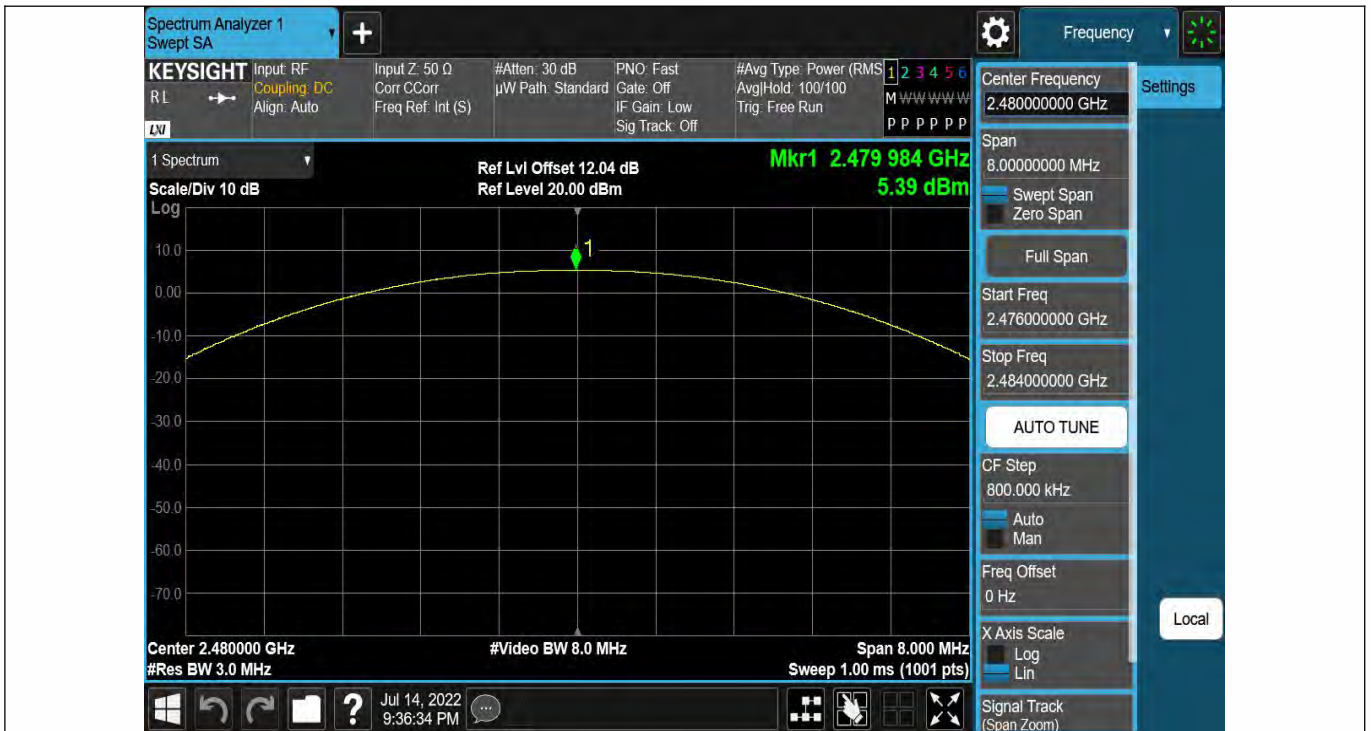 Spectrum Analyzer 1
Swept SA
+
Frequency
KEYSIGHT
RL
LXI
Input: RF
Coupling: DC
Align: Auto
Input Z: 50 Ω
Corr CCorr
Freq Ref: Int (S)
#Atten: 30 dB
µW Path: Standard
PNO: Fast
Gate: Off
IF Gain: Low
Sig Track: Off
#Avg Type: Power (RMS
Avg|Hold: 100/100
Trig: Free Run
1 2 3 4 5 6
M W W W W W
P P P P P P
1 Spectrum
Scale/Div 10 dB
Log
Ref Lvl Offset 12.04 dB
Ref Level 20.00 dBm
Mkr1 2.479 984 GHz
5.39 dBm
1
10.0
0.00
-10.0
-20.0
-30.0
-40.0
-50.0
-60.0
-70.0
Center 2.480000 GHz
#Res BW 3.0 MHz
#Video BW 8.0 MHz
Span 8.000 MHz
Sweep 1.00 ms (1001 pts)
Center Frequency
2.480000000 GHz
Settings
Span
8.00000000 MHz
Swept Span
Zero Span
Full Span
Start Freq
2.476000000 GHz
Stop Freq
2.484000000 GHz
AUTO TUNE
CF Step
800.000 kHz
Auto
Man
Freq Offset
0 Hz
X Axis Scale
Log
Lin
Local
Signal Track
(Span Zoom)
?
Jul 14, 2022
9:36:34 PM